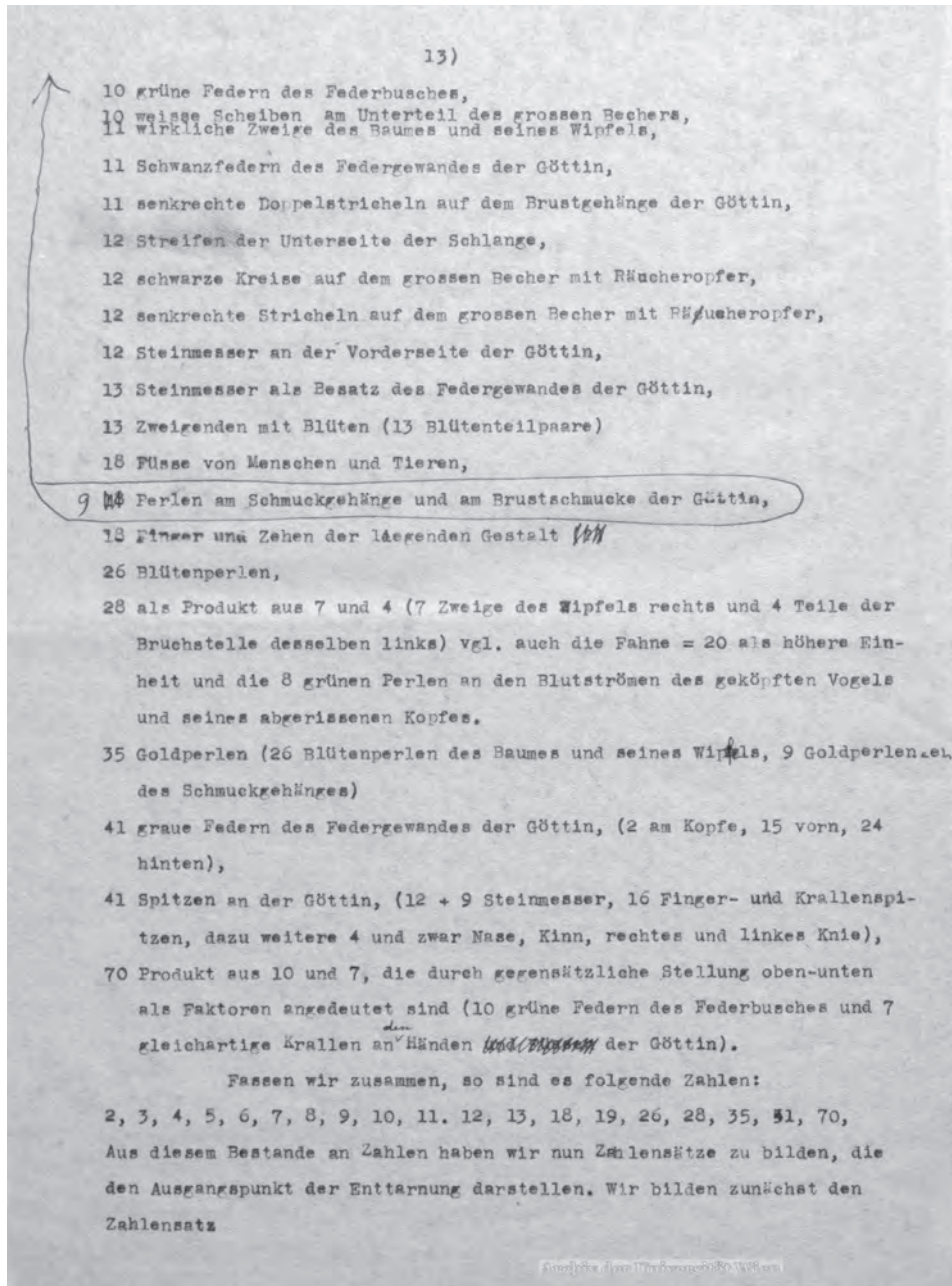 13)
10 grüne Federn des Federbusches,
10 weisse Scheiben am Unterteil des grossen Bechers,
11 wirkliche Zweige des Baumes und seines Wipfels,
11 Schwanzfedern des Federgewandes der Göttin,
11 senkrechte Doppelstricheln auf dem Brustgehänge der Göttin,
12 Streifen der Unterseite der Schlange,
12 schwarze Kreise auf dem grossen Becher mit Räucheropfer,
12 senkrechte Stricheln auf dem grossen Becher mit Räucheropfer,
12 Steinmesser an der Vorderseite der Göttin,
13 Steinmesser als Besatz des Federgewandes der Göttin,
13 Zweigenden mit Blüten (13 Blütenteilpaare)
18 Füsse von Menschen und Tieren,
9 Perlen am Schmuckgehänge und am Brustschmucke der Göttin,
18 Finger und Zehen der liegenden Gestalt
26 Blütenperlen,
28 als Produkt aus 7 und 4 (7 Zweige des Wipfels rechts und 4 Teile der
Bruchstelle desselben links) vgl. auch die Fahne = 20 als höhere Ein-
heit und die 8 grünen Perlen an den Blutströmen des geköpften Vogels
und seines abgerissenen Kopfes.
35 Goldperlen (26 Blütenperlen des Baumes und seines Wipfels, 9 Goldperlen
des Schmuckgehänges)
41 graue Federn des Federgewandes der Göttin, (2 am Kopfe, 15 vorn, 24
hinten),
41 Spitzen an der Göttin, (12 + 9 Steinmesser, 16 Finger- und Krallenspi-
tzen, dazu weitere 4 und zwar Nase, Kinn, rechtes und linkes Knie),
70 Produkt aus 10 und 7, die durch gegensätzliche Stellung oben-unten
als Faktoren angedeutet sind (10 grüne Federn des Federbusches und 7
gleichartige Krallen an den Händen der Göttin).
Fassen wir zusammen, so sind es folgende Zahlen:
2, 3, 4, 5, 6, 7, 8, 9, 10, 11. 12, 13, 18, 19, 26, 28, 35, 41, 70,
Aus diesem Bestande an Zahlen haben wir nun Zahlensätze zu bilden, die
den Ausgangspunkt der Enttarnung darstellen. Wir bilden zunächst den
Zahlensatz
Archiv der Universität Wien